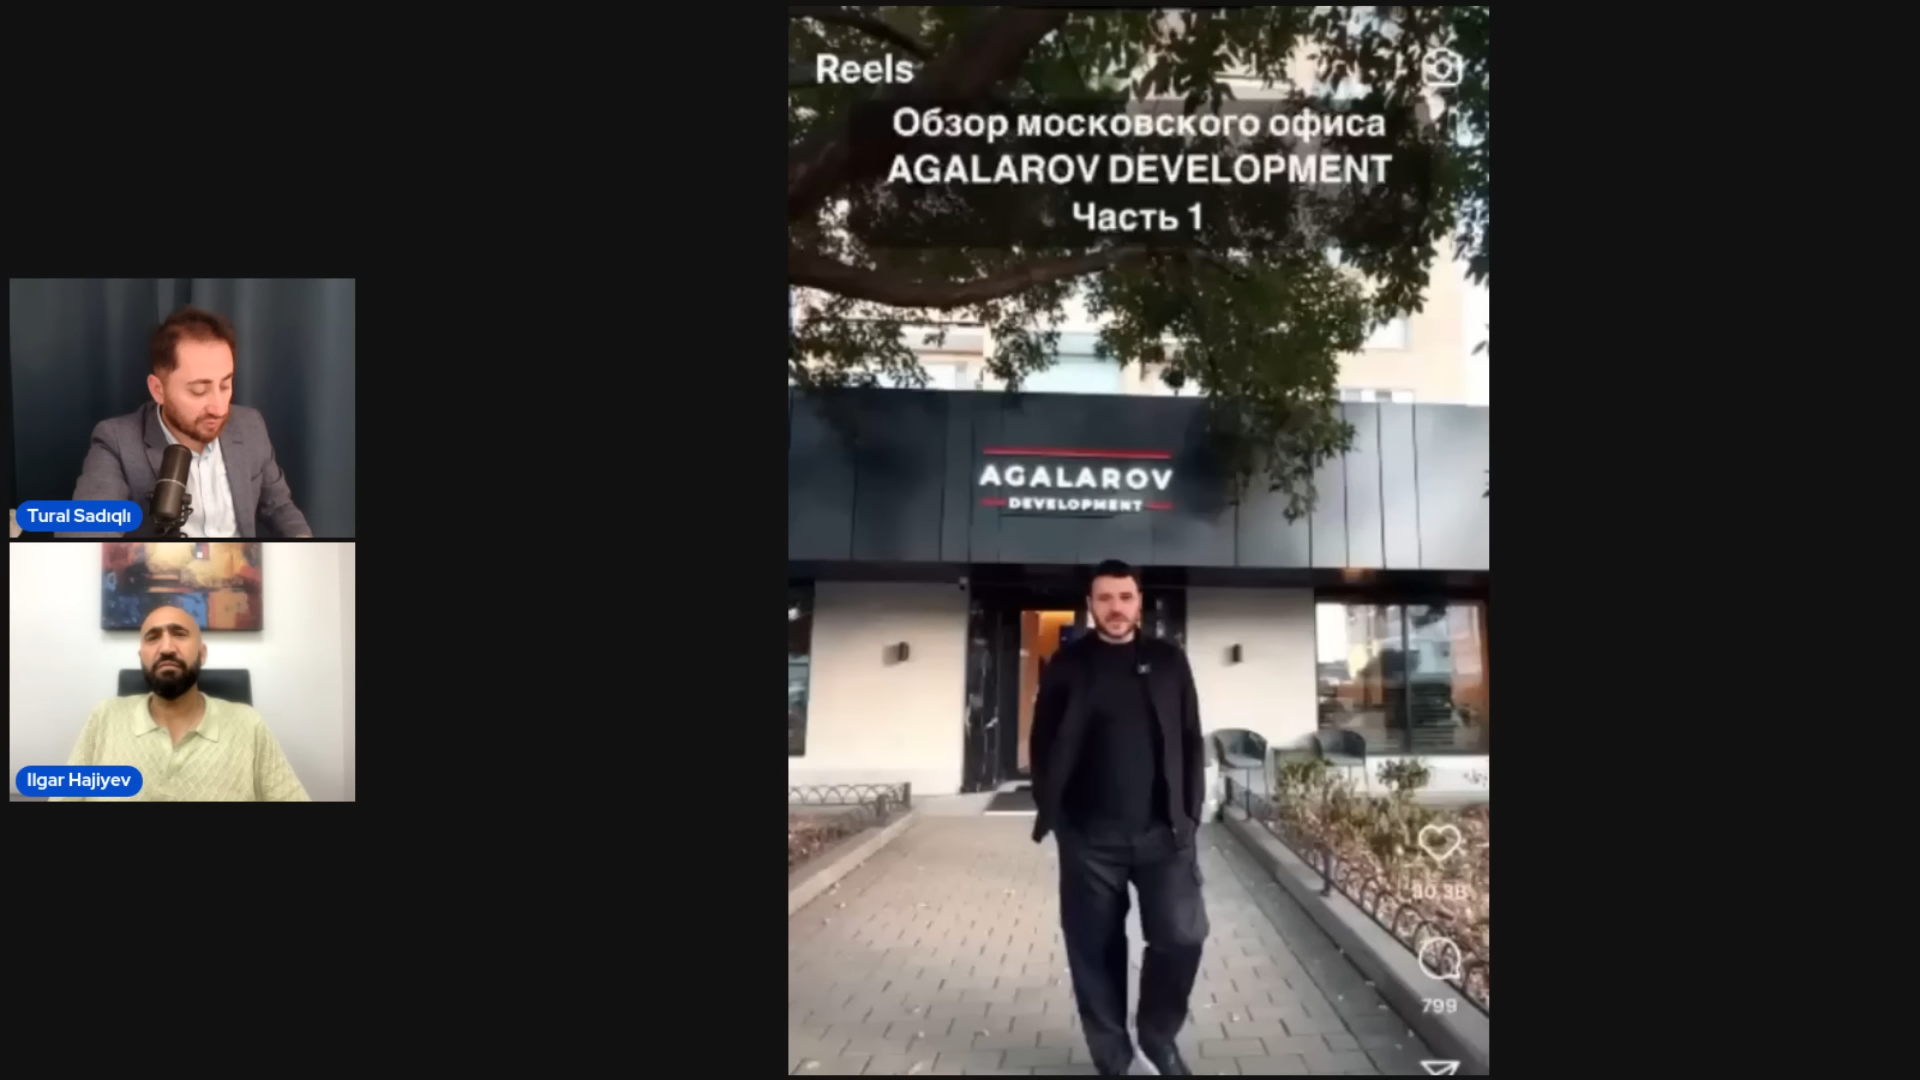 Reels
Обзор московского офиса
AGALAROV DEVELOPMENT
Часть 1
AGALAROV
DEVELOPMENT
Tural Sadıqlı
Ilgar Hajiyev
799